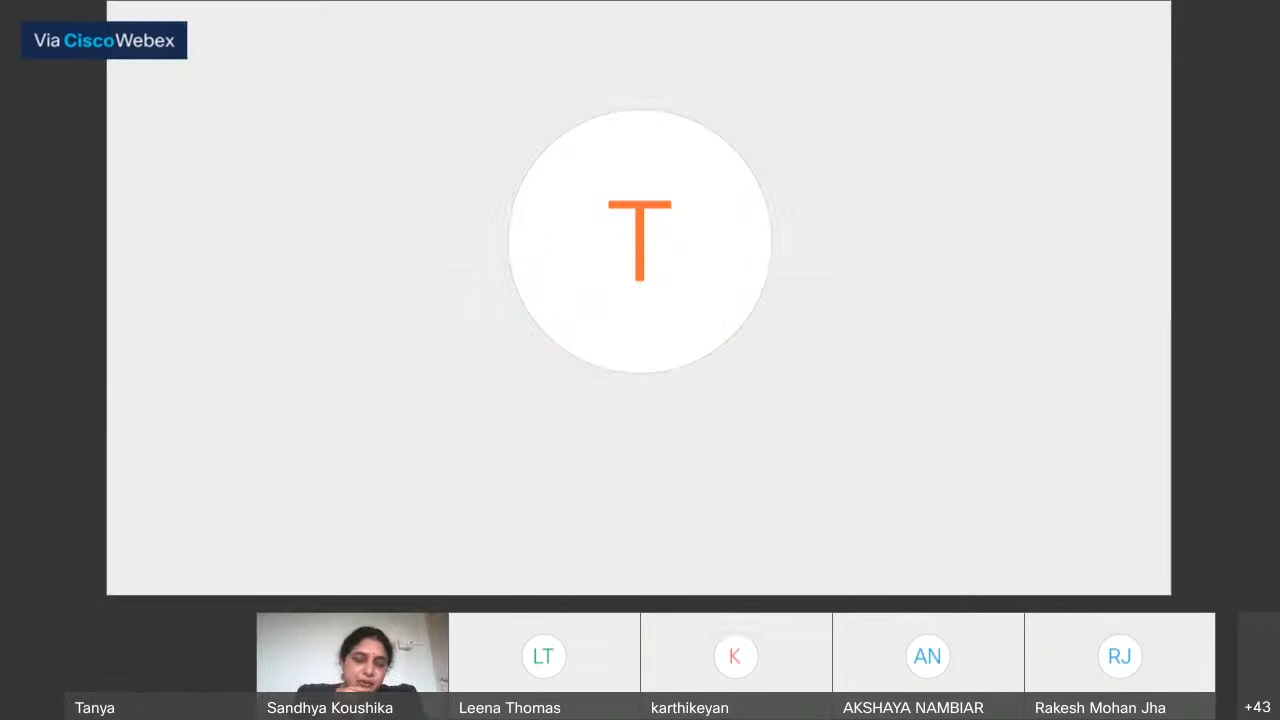 Via CiscoWebex
T
LT
K
AN
RJ
Tanya
Sandhya Koushika
Leena Thomas
karthikeyan
AKSHAYA NAMBIAR
Rakesh Mohan Jha
+43